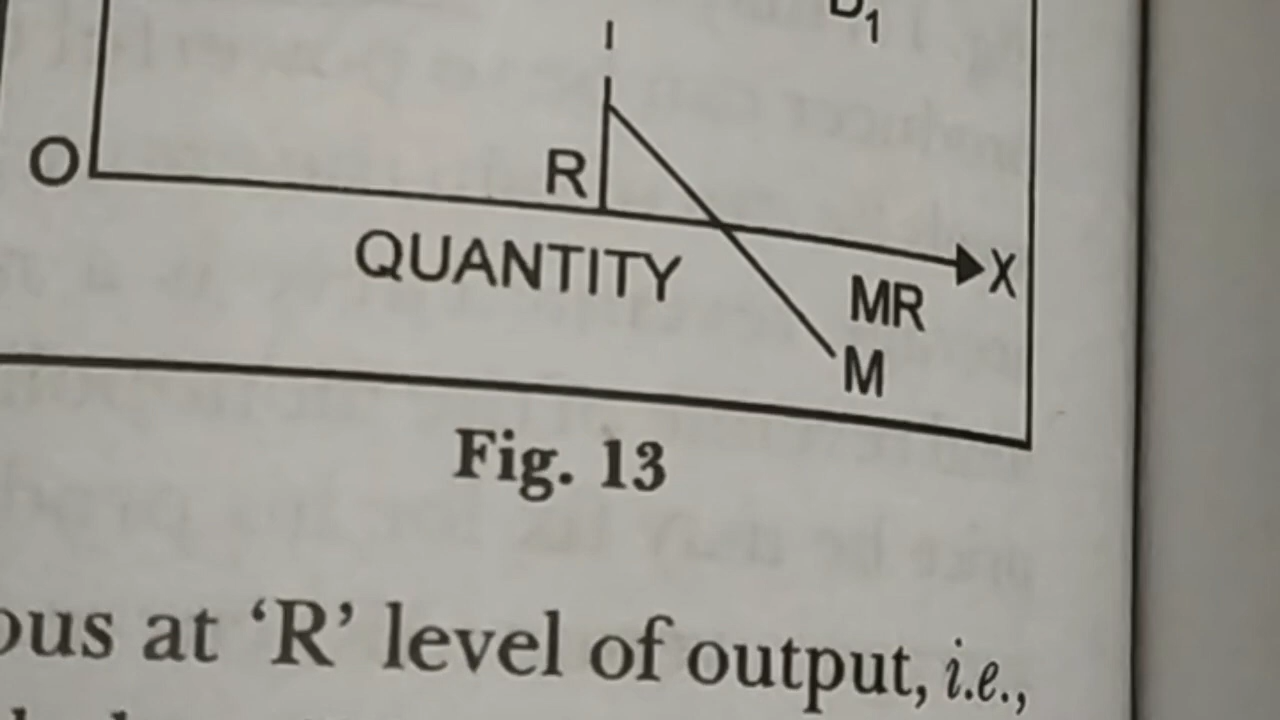 D1
O
R
X
QUANTITY
MR
M
Fig. 13
ous at ‘R’ level of output, i.e.,